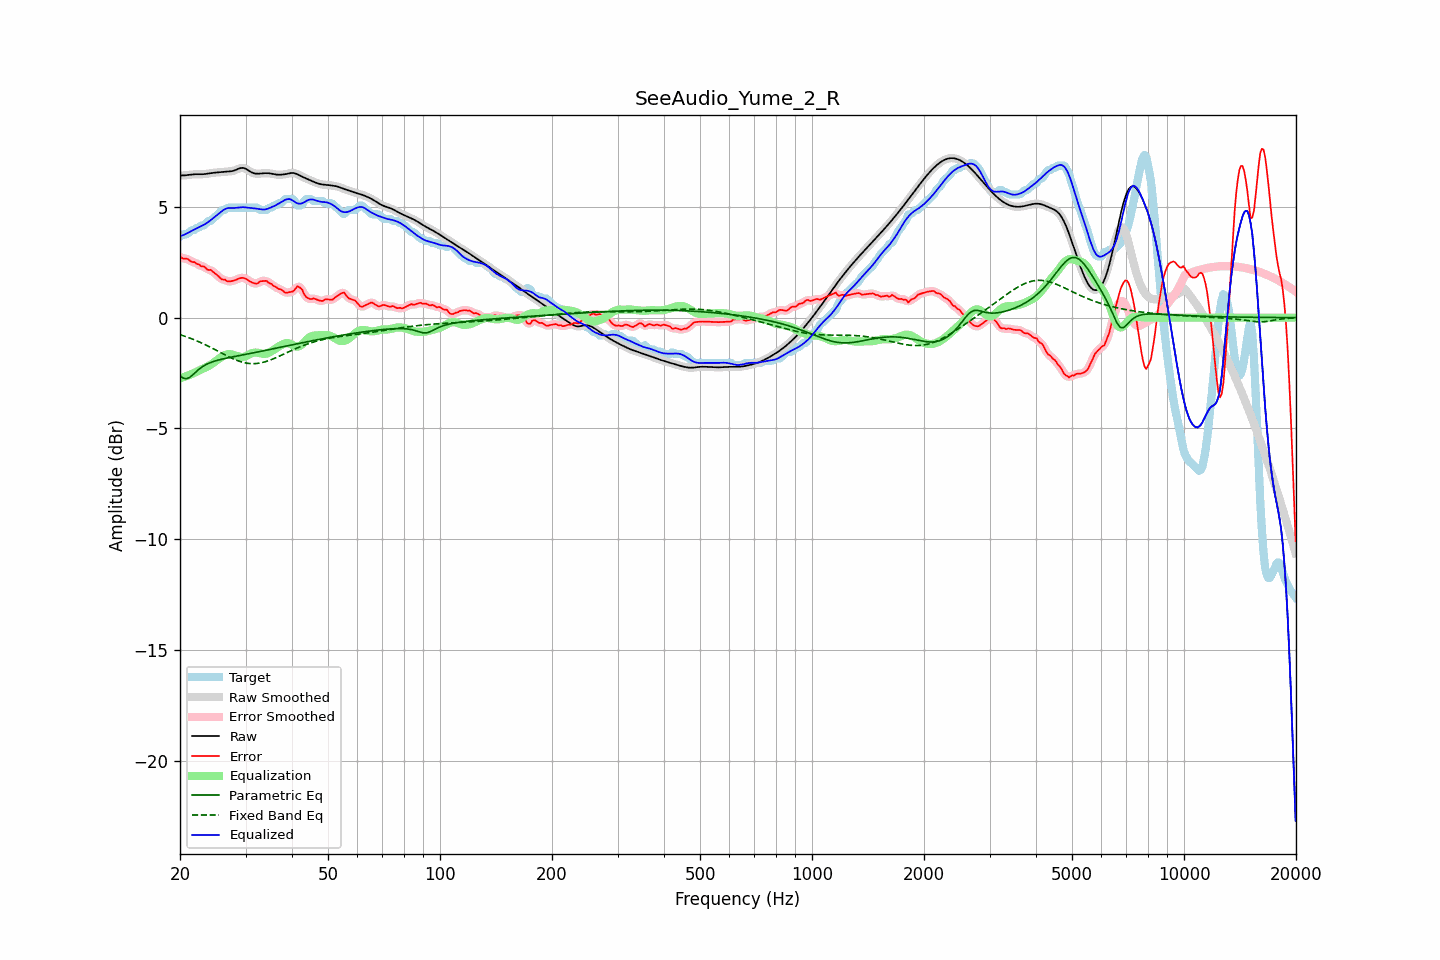 SeeAudio_Yume_2_R
Amplitude (dBr)
5
0
−5
−10
−15
−20
Target
Raw Smoothed
Error Smoothed
Raw
Error
Equalization
Parametric Eq
Fixed Band Eq
Equalized
20 50 100 200 500 1000 2000 5000 10000 20000
Frequency (Hz)